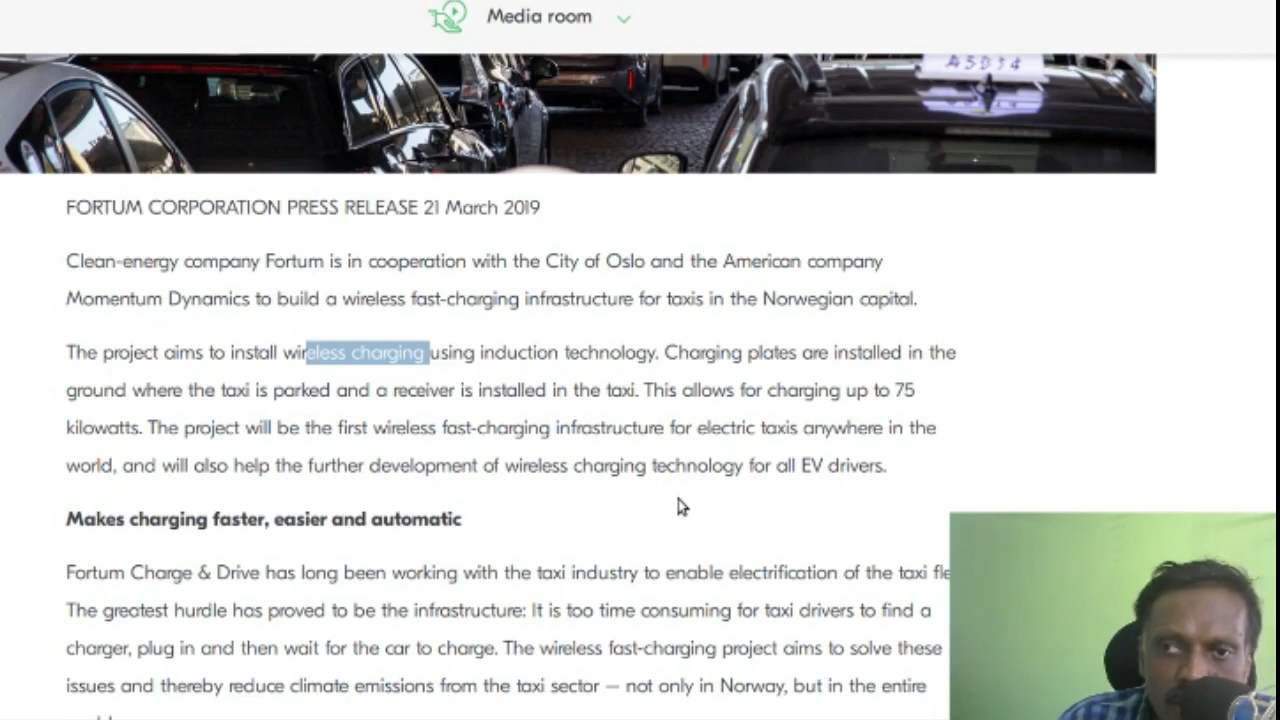 Media room
A5954
FORTUM CORPORATION PRESS RELEASE 21 March 2019
Clean-energy company Fortum is in cooperation with the City of Oslo and the American company
Momentum Dynamics to build a wireless fast-charging infrastructure for taxis in the Norwegian capital.
The project aims to install wireless charging using induction technology. Charging plates are installed in the
ground where the taxi is parked and a receiver is installed in the taxi. This allows for charging up to 75
kilowatts. The project will be the first wireless fast-charging infrastructure for electric taxis anywhere in the
world, and will also help the further development of wireless charging technology for all EV drivers.
Makes charging faster, easier and automatic
Fortum Charge & Drive has long been working with the taxi industry to enable electrification of the taxi fle
The greatest hurdle has proved to be the infrastructure: It is too time consuming for taxi drivers to find a
charger, plug in and then wait for the car to charge. The wireless fast-charging project aims to solve these
issues and thereby reduce climate emissions from the taxi sector – not only in Norway, but in the entire